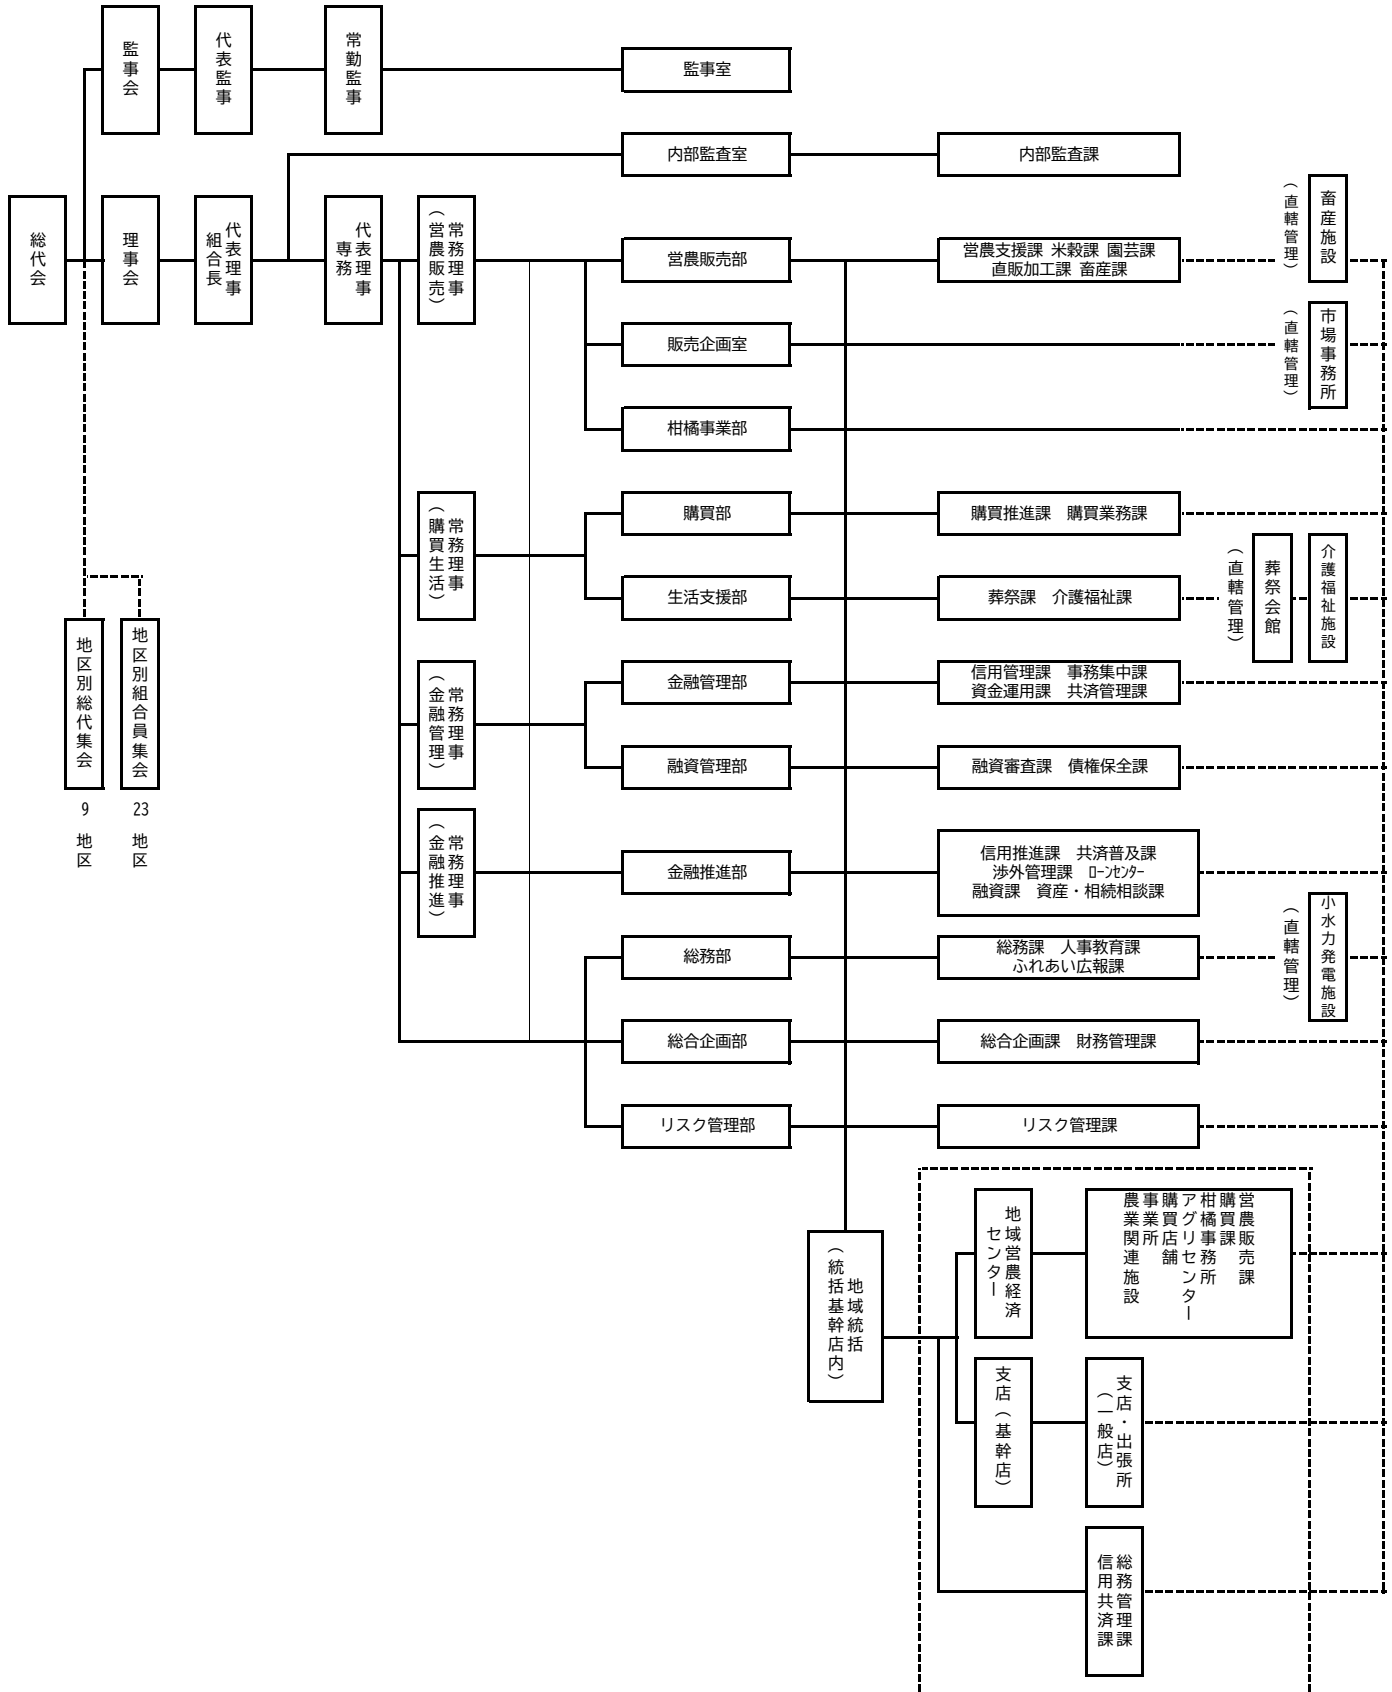 監事会
代表監事
常勤監事
監事室
内部監査室
内部監査課
総代会
理事会
代表理事
組合長
代表理事
専務
常務理事
（営農販売）
営農販売部
営農支援課 米穀課 園芸課
直販加工課 畜産課
（直轄管理）
畜産施設
販売企画室
（直轄管理）
市場事務所
柑橘事業部
常務理事
（購買生活）
購買部
購買推進課　購買業務課
生活支援部
葬祭課　介護福祉課
（直轄管理）
葬祭会館
介護福祉施設
地区別総代集会
9
地区
地区別組合員集会
23
地区
常務理事
（金融管理）
金融管理部
信用管理課　事務集中課
資金運用課　共済管理課
融資管理部
融資審査課　債権保全課
常務理事
（金融推進）
金融推進部
信用推進課　共済普及課
渉外管理課　ﾛｰﾝｾﾝﾀｰ
融資課　資産・相続相談課
総務部
総務課　人事教育課
ふれあい広報課
（直轄管理）
小水力発電施設
総合企画部
総合企画課　財務管理課
リスク管理部
リスク管理課
地域統括
（統括基幹店内）
地域営農経済
センター
営農販売課
購買課
柑橘事務所
アグリセンター
購買店舗
事業所
農業関連施設
支店（基幹店）
支店・出張所
（一般店）
総務管理課
信用共済課